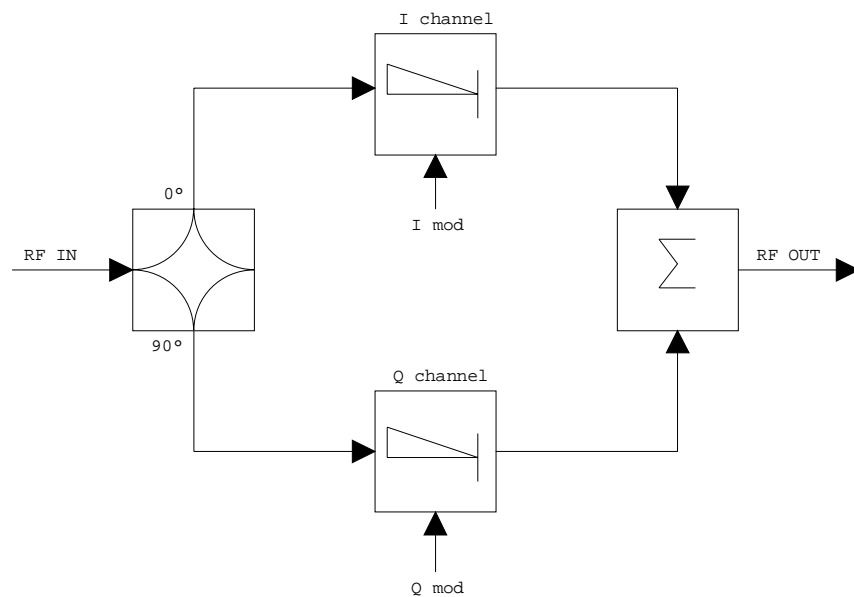 I channel
0°
I mod
RF IN
RF OUT
Σ
90°
Q channel
Q mod